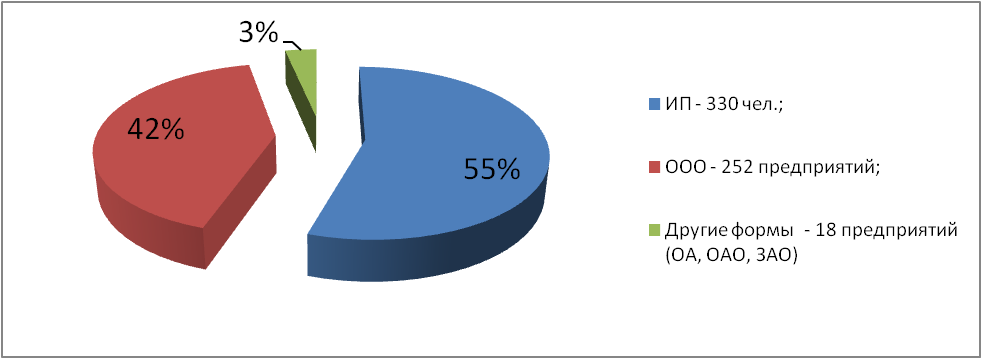 3%
42%
55%
ИП - 330 чел.;
ООО - 252 предприятий;
Другие формы - 18 предприятий
(ОА, ОАО, ЗАО)